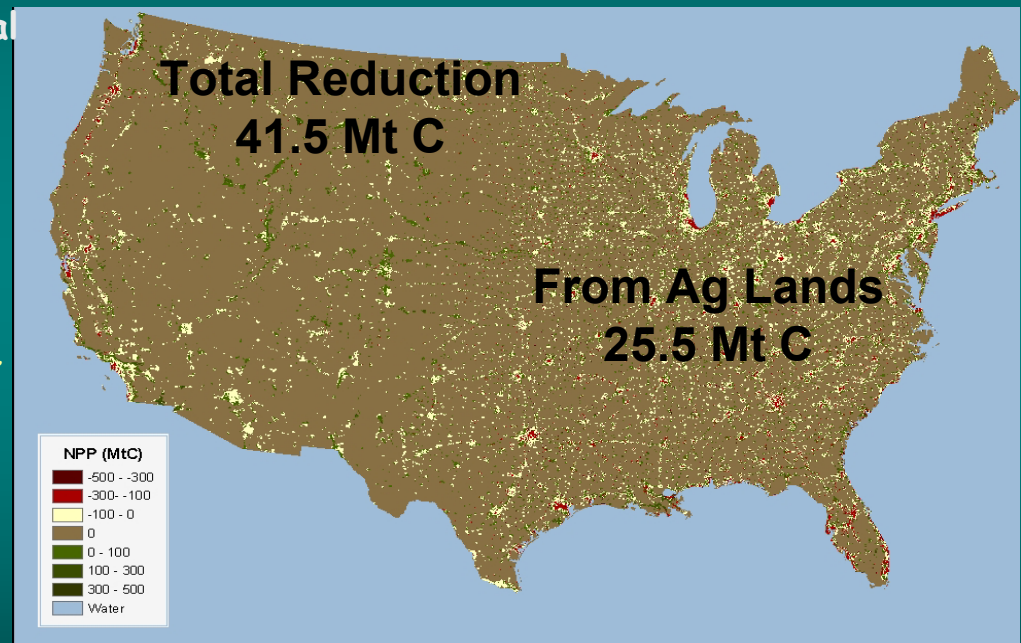 al
Total Reduction
41.5 Mt C
From Ag Lands
25.5 Mt C
NPP (MtC)
-500 - -300
-300- -100
-100 - 0
0
0 - 100
100 - 300
300 - 500
Water